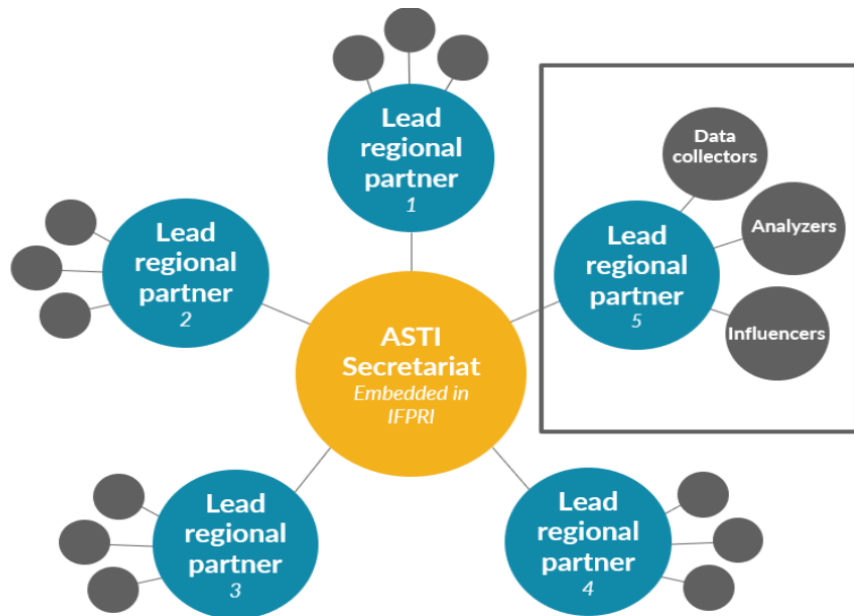 Lead
regional
partner
1
Data
collectors
Lead
regional
partner
2
Lead
regional
partner
5
Analyzers
Influencers
ASTI
Secretariat
Embedded in
IFPRI
Lead
regional
partner
3
Lead
regional
partner
4